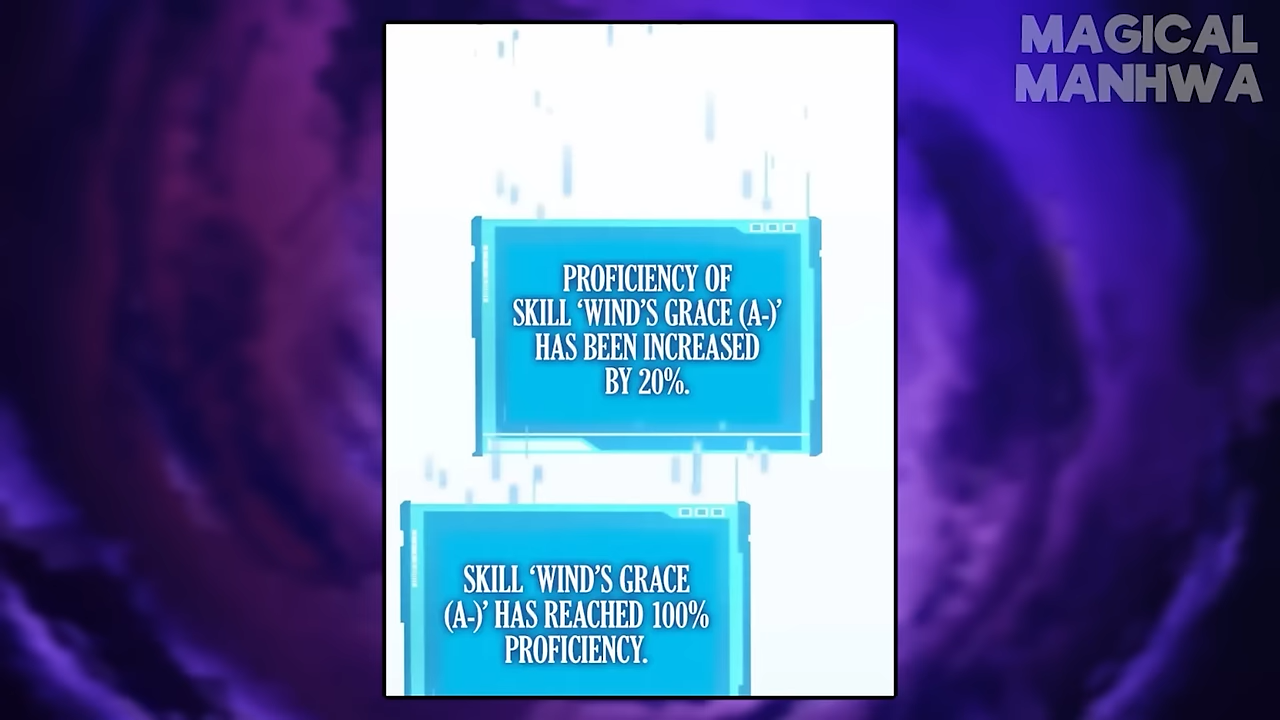 MAGICAL
MANHWA
PROFICIENCY OF
SKILL ‘WIND’S GRACE (A-)’
HAS BEEN INCREASED
BY 20%.
SKILL ‘WIND’S GRACE
(A-)’ HAS REACHED 100%
PROFICIENCY.